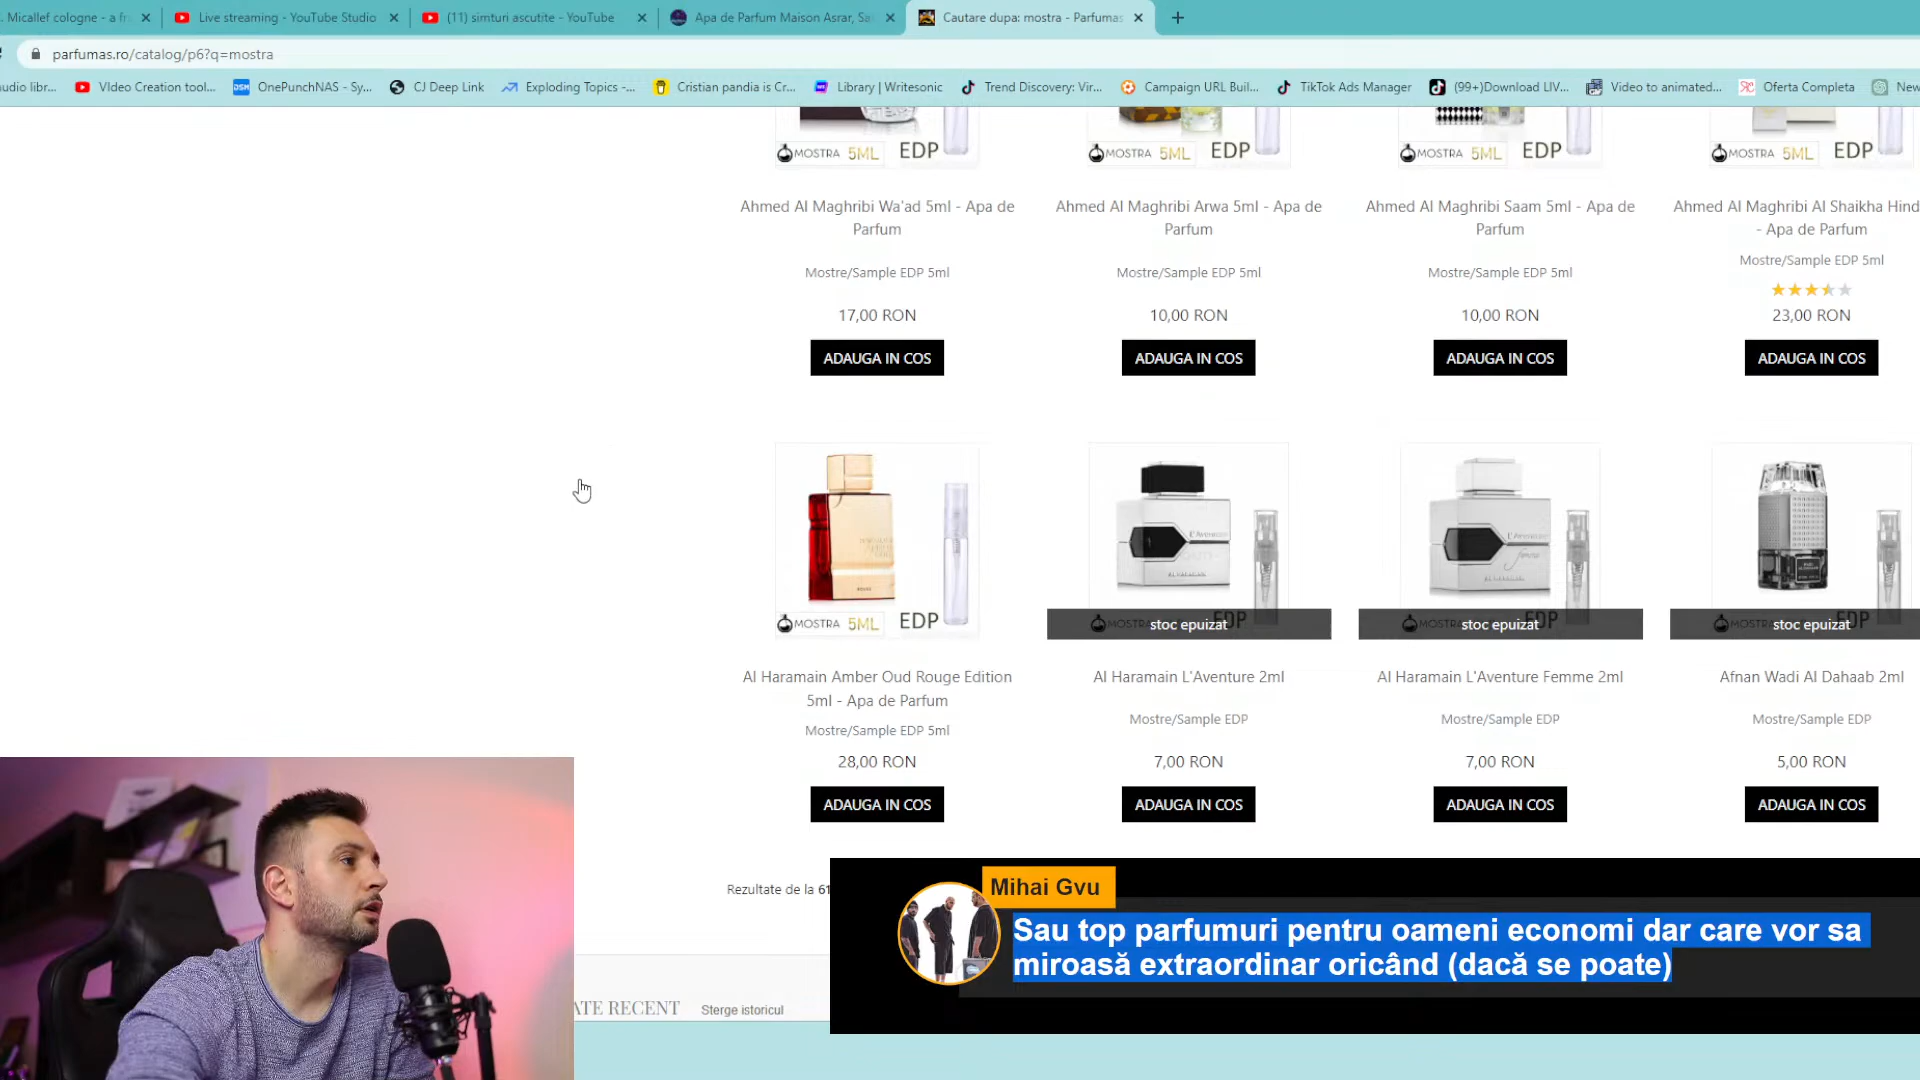 Micallef cologne - a fr
Live streaming - YouTube Studio
(11) simturi ascutite - YouTube
Apa de Parfum Maison Asrar, Sa
Cautare dupa: mostra - Parfumas
parfumas.ro/catalog/p6?q=mostra
udio libr...
VIdeo Creation tool...
OnePunchNAS - Sy...
CJ Deep Link
Exploding Topics -...
Cristian pandia is Cr...
Library | Writesonic
Trend Discovery: Vir...
Campaign URL Buil...
TikTok Ads Manager
(99+)Download LIV...
Video to animated...
Oferta Completa
New
MOSTRA 5ML EDP
MOSTRA 5ML EDP
MOSTRA 5ML EDP
MOSTRA 5ML EDP
Ahmed Al Maghribi Wa'ad 5ml - Apa de
Parfum
Mostre/Sample EDP 5ml
17,00 RON
ADAUGA IN COS
Ahmed Al Maghribi Arwa 5ml - Apa de
Parfum
Mostre/Sample EDP 5ml
10,00 RON
ADAUGA IN COS
Ahmed Al Maghribi Saam 5ml - Apa de
Parfum
Mostre/Sample EDP 5ml
10,00 RON
ADAUGA IN COS
Ahmed Al Maghribi Al Shaikha Hind
- Apa de Parfum
Mostre/Sample EDP 5ml
23,00 RON
ADAUGA IN COS
MOSTRA 5ML EDP
Al Haramain Amber Oud Rouge Edition
5ml - Apa de Parfum
Mostre/Sample EDP 5ml
28,00 RON
ADAUGA IN COS
L'Aventure
AL HARAMAIN
stoc epuizat
EDP
Al Haramain L'Aventure 2ml
Mostre/Sample EDP
7,00 RON
ADAUGA IN COS
L'Aventure
femme
AL HARAMAIN
stoc epuizat
EDP
Al Haramain L'Aventure Femme 2ml
Mostre/Sample EDP
7,00 RON
ADAUGA IN COS
stoc epuizat
EDP
Afnan Wadi Al Dahaab 2ml
Mostre/Sample EDP
5,00 RON
ADAUGA IN COS
Rezultate de la 61
Mihai Gvu
Sau top parfumuri pentru oameni economi dar care vor sa
miroasă extraordinar oricând (dacă se poate)
ATE RECENT
Sterge istoricul